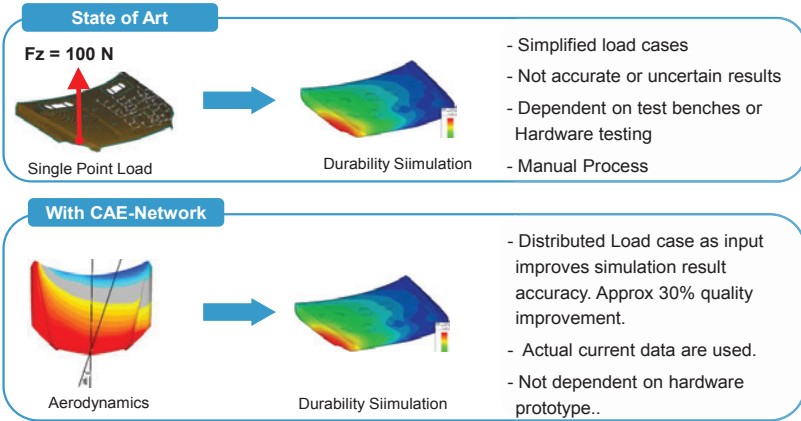 State of Art
Fz = 100 N
Single Point Load
Durability Siimulation
- Simplified load cases
- Not accurate or uncertain results
- Dependent on test benches or
Hardware testing
- Manual Process
With CAE-Network
Aerodynamics
Durability Siimulation
- Distributed Load case as input
improves simulation result
accuracy. Approx 30% quality
improvement.
- Actual current data are used.
- Not dependent on hardware
prototype..